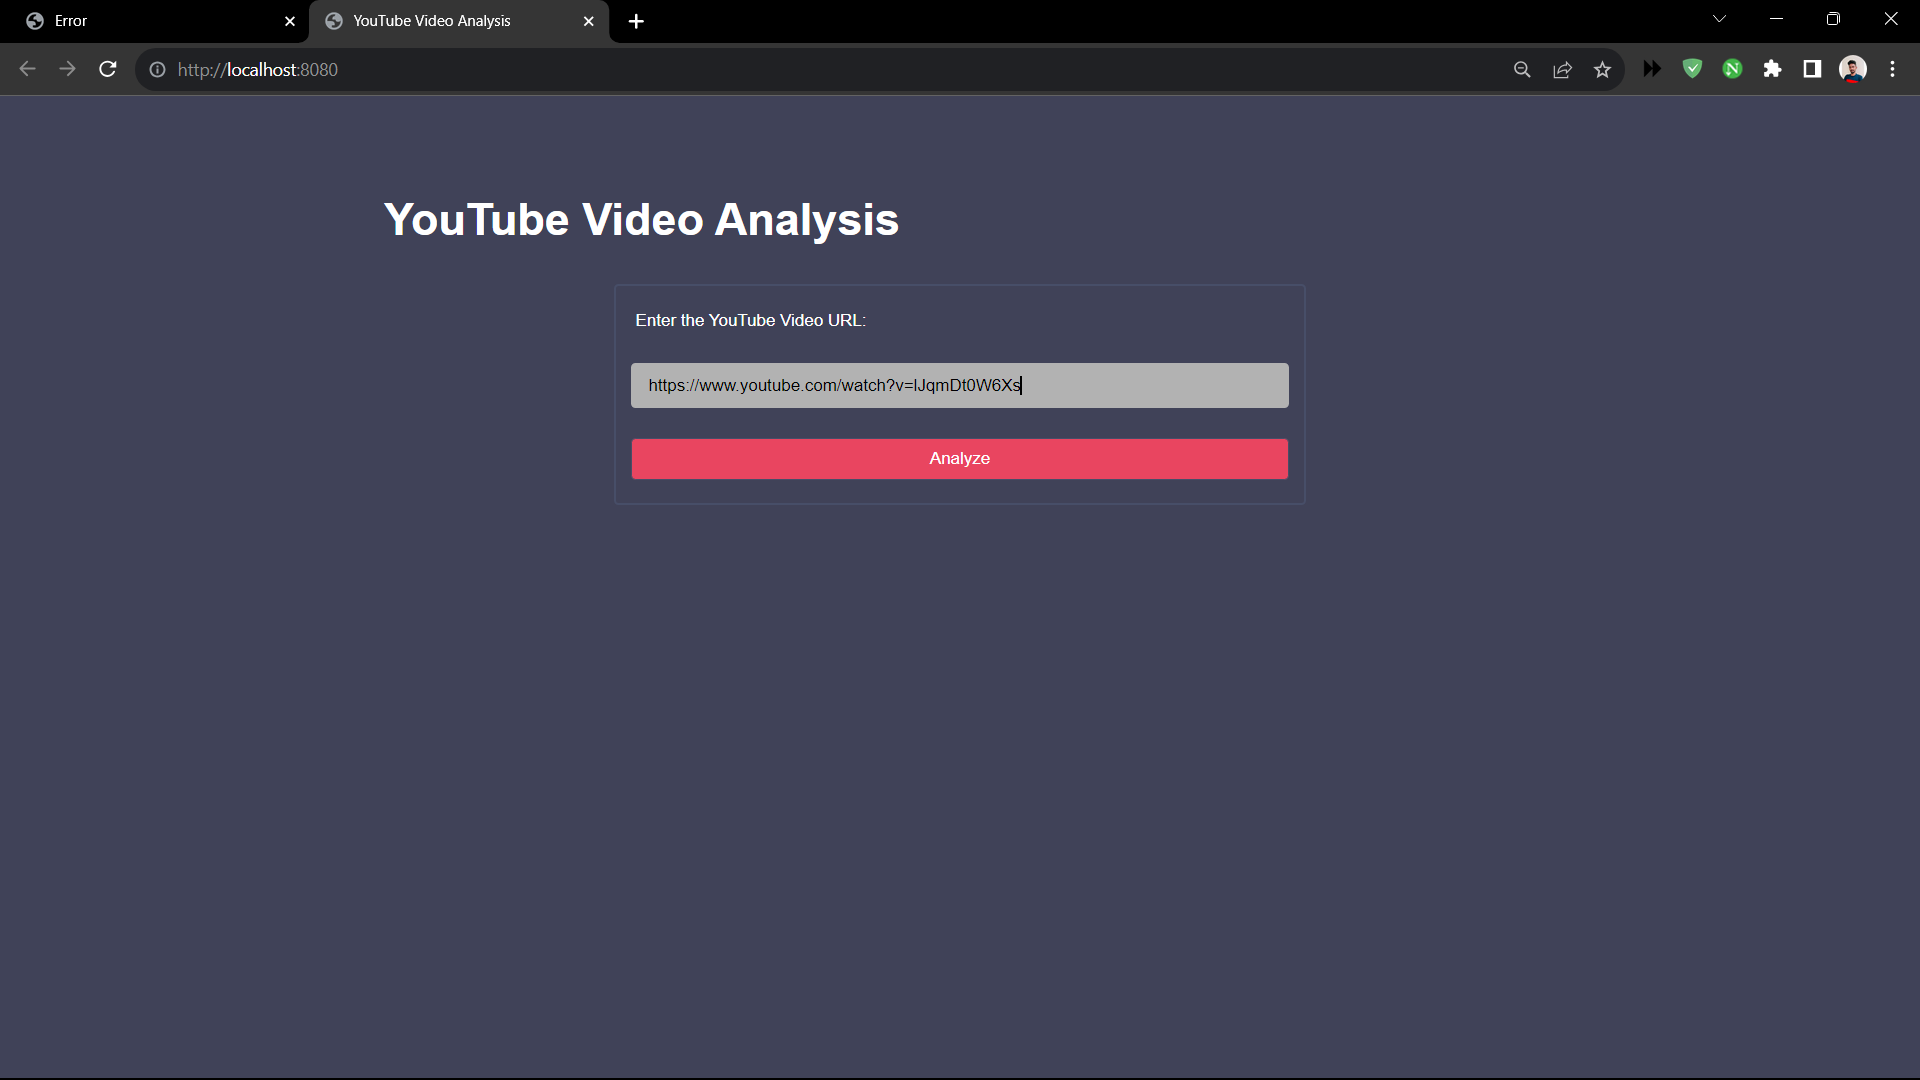 Error
YouTube Video Analysis
http://localhost:8080
YouTube Video Analysis
Enter the YouTube Video URL:
https://www.youtube.com/watch?v=lJqmDt0W6Xs
Analyze